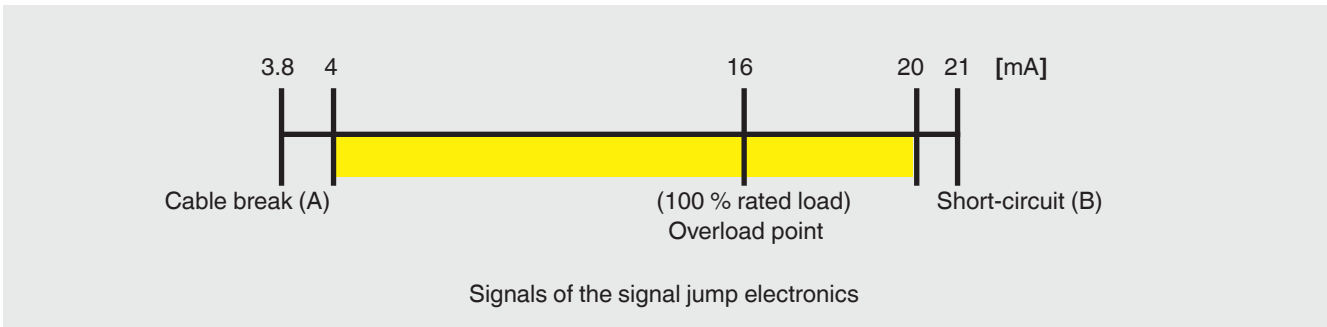 3.8 4 16 20 21 [mA]
Cable break (A) (100 % rated load) Short-circuit (B)
Overload point
Signals of the signal jump electronics